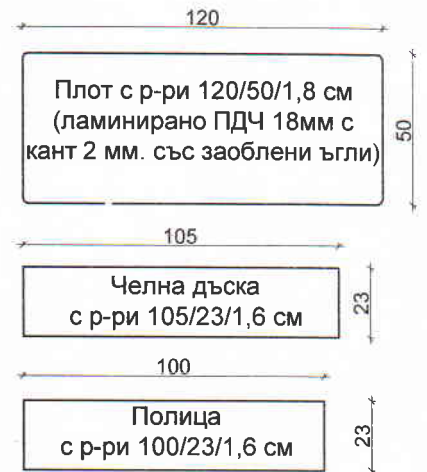 120
Плот с р-ри 120/50/1,8 см
(ламинирано ПДЧ 18мм с
кант 2 мм. със заоблени ъгли)
50
105
Челна дъска
с р-ри 105/23/1,6 см
23
100
Полица
с р-ри 100/23/1,6 см
23